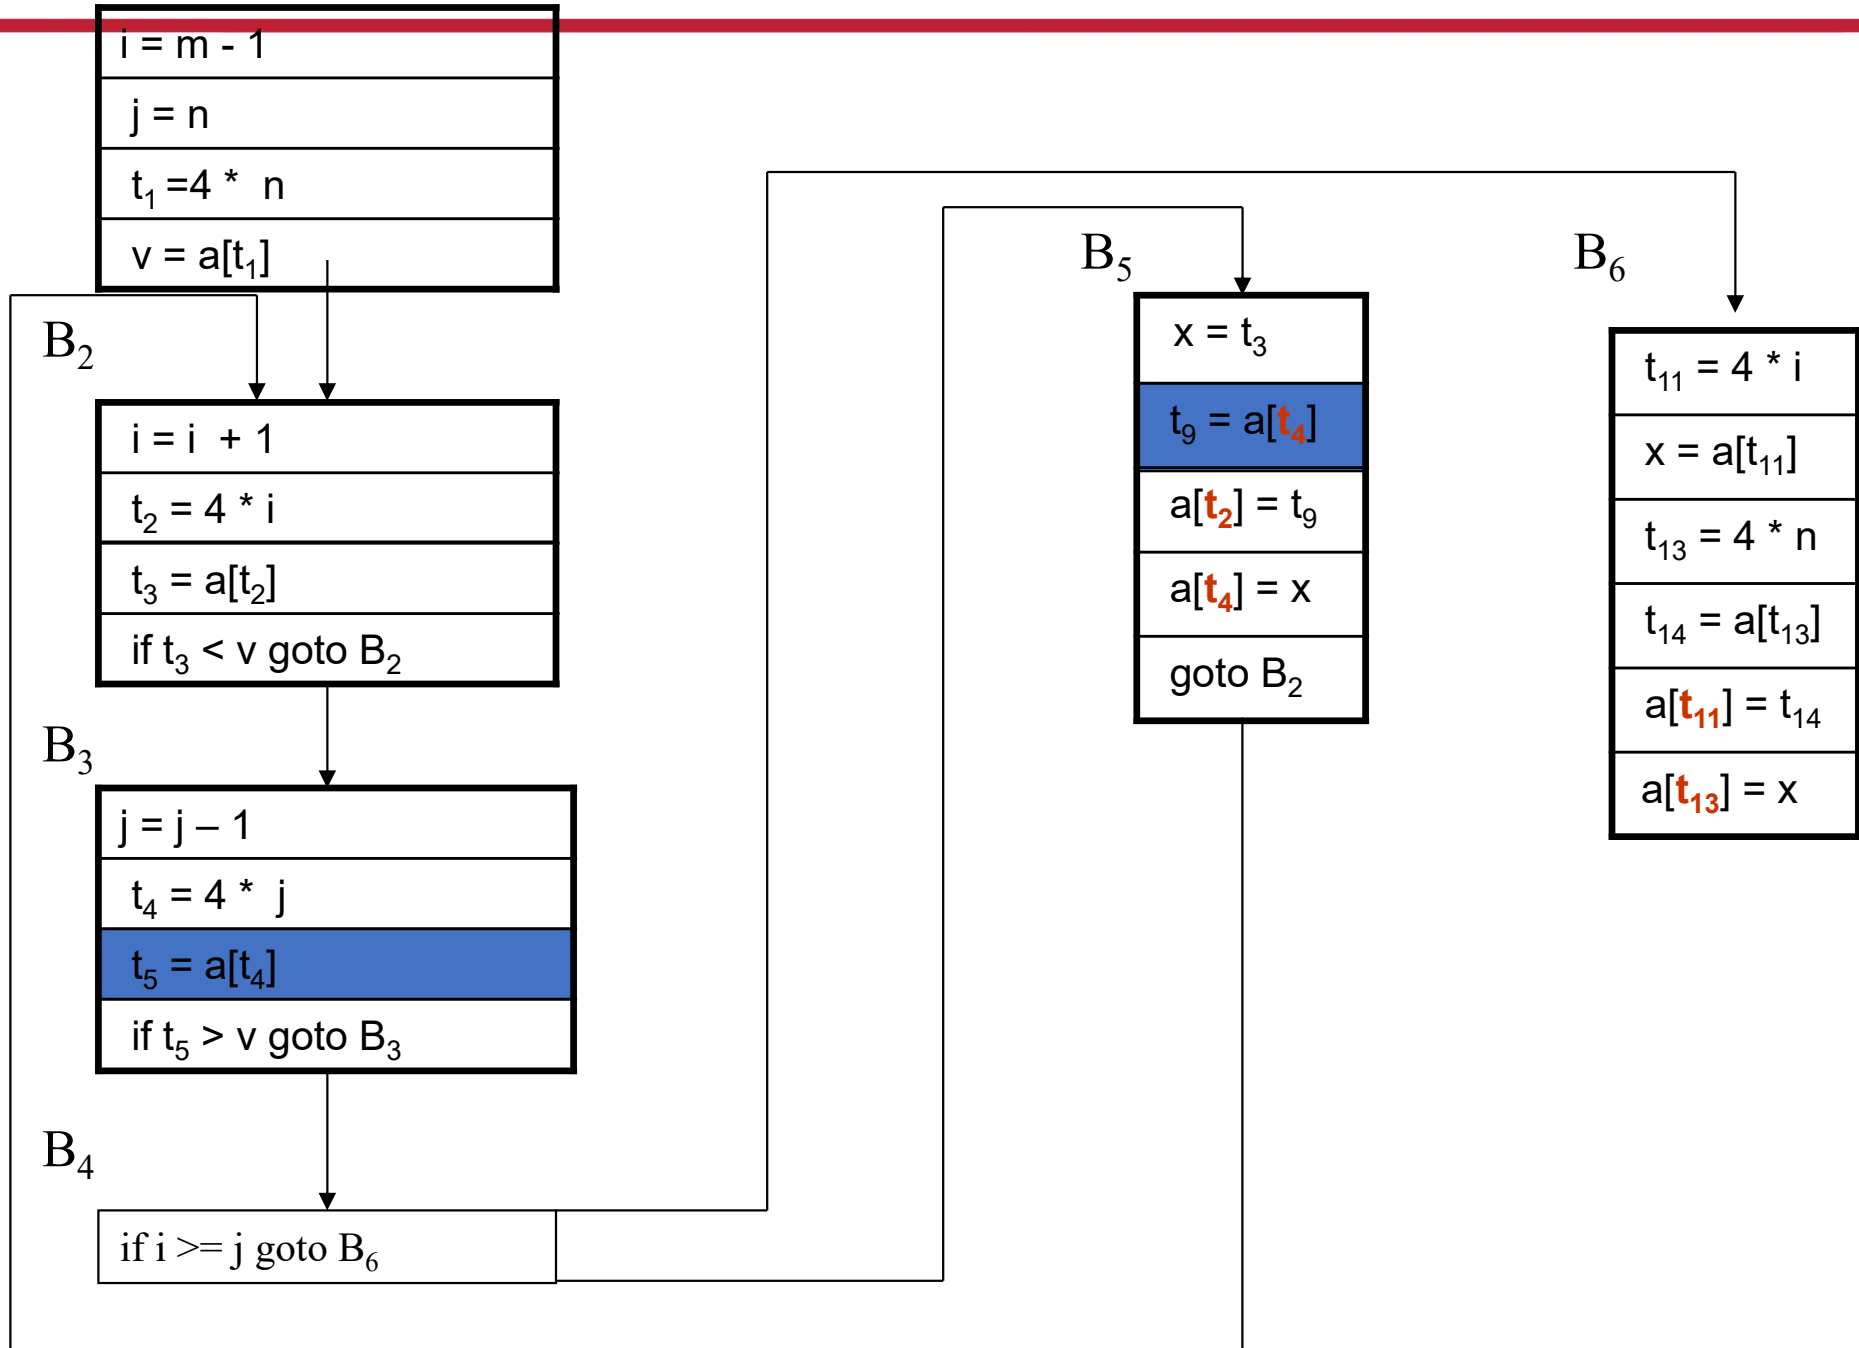 i = m - 1
j = n
t₁ =4 * n
v = a[t₁]
B₂
i = i + 1
t₂ = 4 * i
t₃ = a[t₂]
if t₃ < v goto B₂
B₃
j = j – 1
t₄ = 4 * j
t₅ = a[t₄]
if t₅ > v goto B₃
B₄
if i >= j goto B₆
B₅
x = t₃
t₉ = a[t₄]
a[t₂] = t₉
a[t₄] = x
goto B₂
B₆
t₁₁ = 4 * i
x = a[t₁₁]
t₁₃ = 4 * n
t₁₄ = a[t₁₃]
a[t₁₁] = t₁₄
a[t₁₃] = x